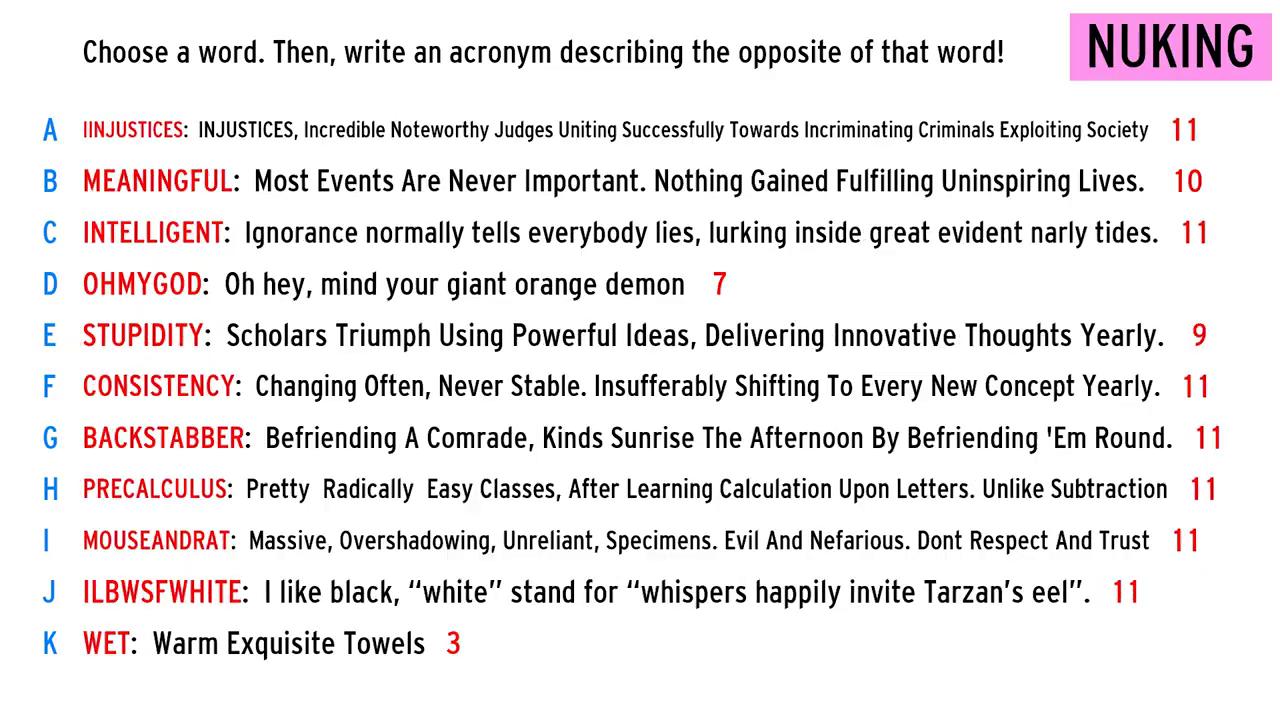 Choose a word. Then, write an acronym describing the opposite of that word!
NUKING
A IINJUSTICES: INJUSTICES, Incredible Noteworthy Judges Uniting Successfully Towards Incriminating Criminals Exploiting Society 11
B MEANINGFUL: Most Events Are Never Important. Nothing Gained Fulfilling Uninspiring Lives. 10
C INTELLIGENT: Ignorance normally tells everybody lies, lurking inside great evident narly tides. 11
D OHMYGOD: Oh hey, mind your giant orange demon 7
E STUPIDITY: Scholars Triumph Using Powerful Ideas, Delivering Innovative Thoughts Yearly. 9
F CONSISTENCY: Changing Often, Never Stable. Insufferably Shifting To Every New Concept Yearly. 11
G BACKSTABBER: Befriending A Comrade, Kinds Sunrise The Afternoon By Befriending 'Em Round. 11
H PRECALCULUS: Pretty Radically Easy Classes, After Learning Calculation Upon Letters. Unlike Subtraction 11
I MOUSEANDRAT: Massive, Overshadowing, Unreliant, Specimens. Evil And Nefarious. Dont Respect And Trust 11
J ILBWSFWHITE: I like black, “white” stand for “whispers happily invite Tarzan’s eel”. 11
K WET: Warm Exquisite Towels 3